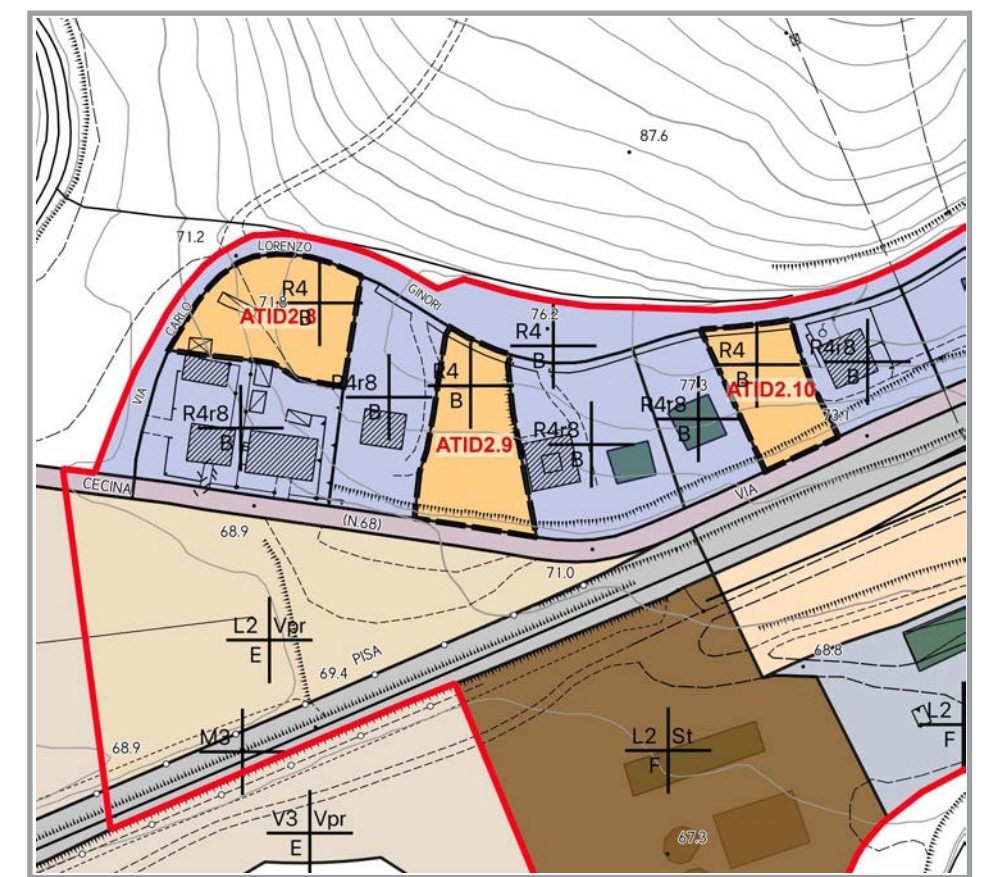 87.6
71.2
LORENZO
GINORI
CARLO
VIA
R4
71.8
B
ATID2.8
76.2
R4
B
R4
B
ATID2.9
R4r8
B
R4r8
B
R4r8
B
77.3
R4r8
B
R4
B
ATID2.10
R4r8
B
73.1
CECINA
(N.68)
VIA
68.9
71.0
L2 Vpr
E
PISA
69.4
68.8
68.9
M3
L2 St
F
L2
F
V3 Vpr
E
67.3